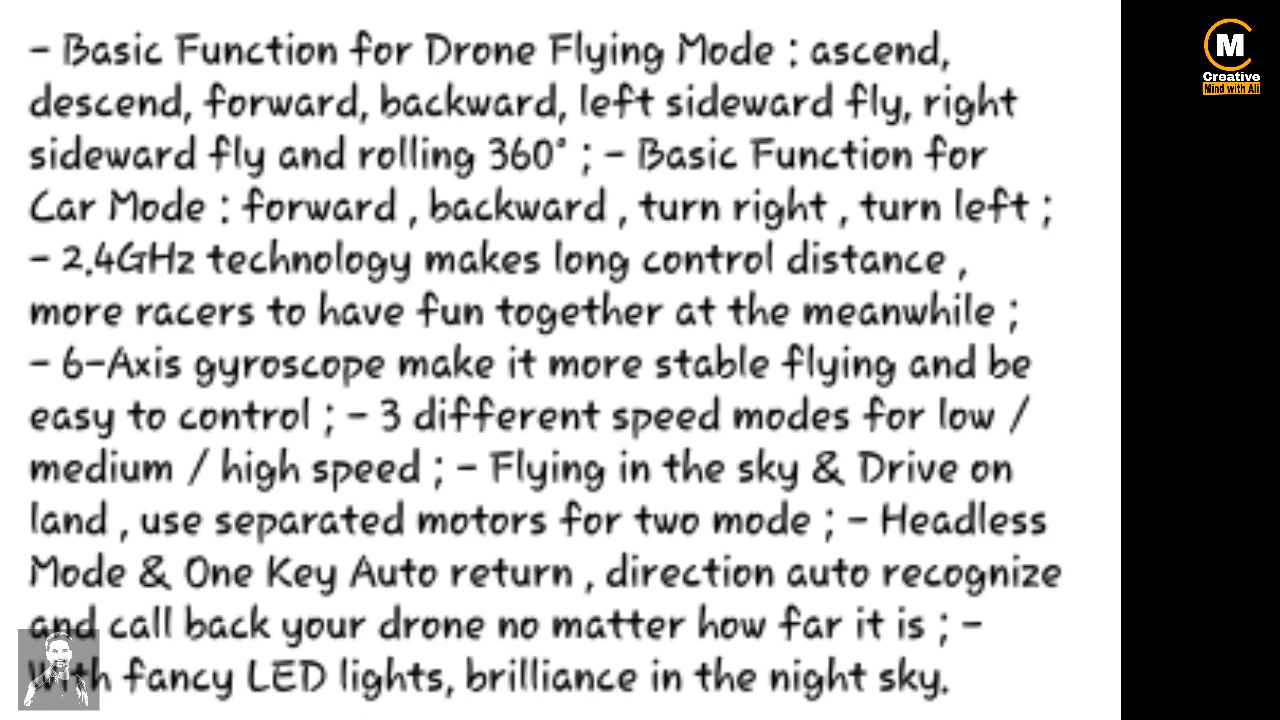 - Basic Function for Drone Flying Mode : ascend,
descend, forward, backward, left sideward fly, right
sideward fly and rolling 360° ; - Basic Function for
Car Mode : forward , backward , turn right , turn left ;
- 2.4GHz technology makes long control distance ,
more racers to have fun together at the meanwhile ;
- 6-Axis gyroscope make it more stable flying and be
easy to control ; - 3 different speed modes for low /
medium / high speed ; - Flying in the sky & Drive on
land , use separated motors for two mode ; - Headless
Mode & One Key Auto return , direction auto recognize
and call back your drone no matter how far it is ; -
With fancy LED lights, brilliance in the night sky.
M
Creative
Mind with Ali